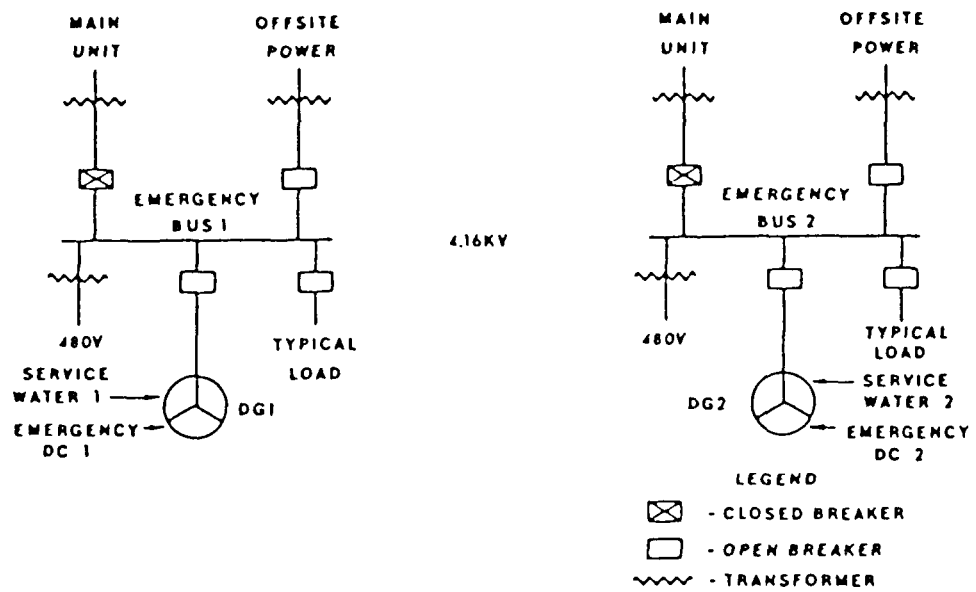 MAIN
UNIT
OFFSITE
POWER
EMERGENCY
BUS 1
480V
TYPICAL
LOAD
SERVICE
WATER 1
EMERGENCY
DC 1
DG1
4.16KV
MAIN
UNIT
OFFSITE
POWER
EMERGENCY
BUS 2
480V
TYPICAL
LOAD
DG2
SERVICE
WATER 2
EMERGENCY
DC 2
LEGEND
- CLOSED BREAKER
- OPEN BREAKER
- TRANSFORMER